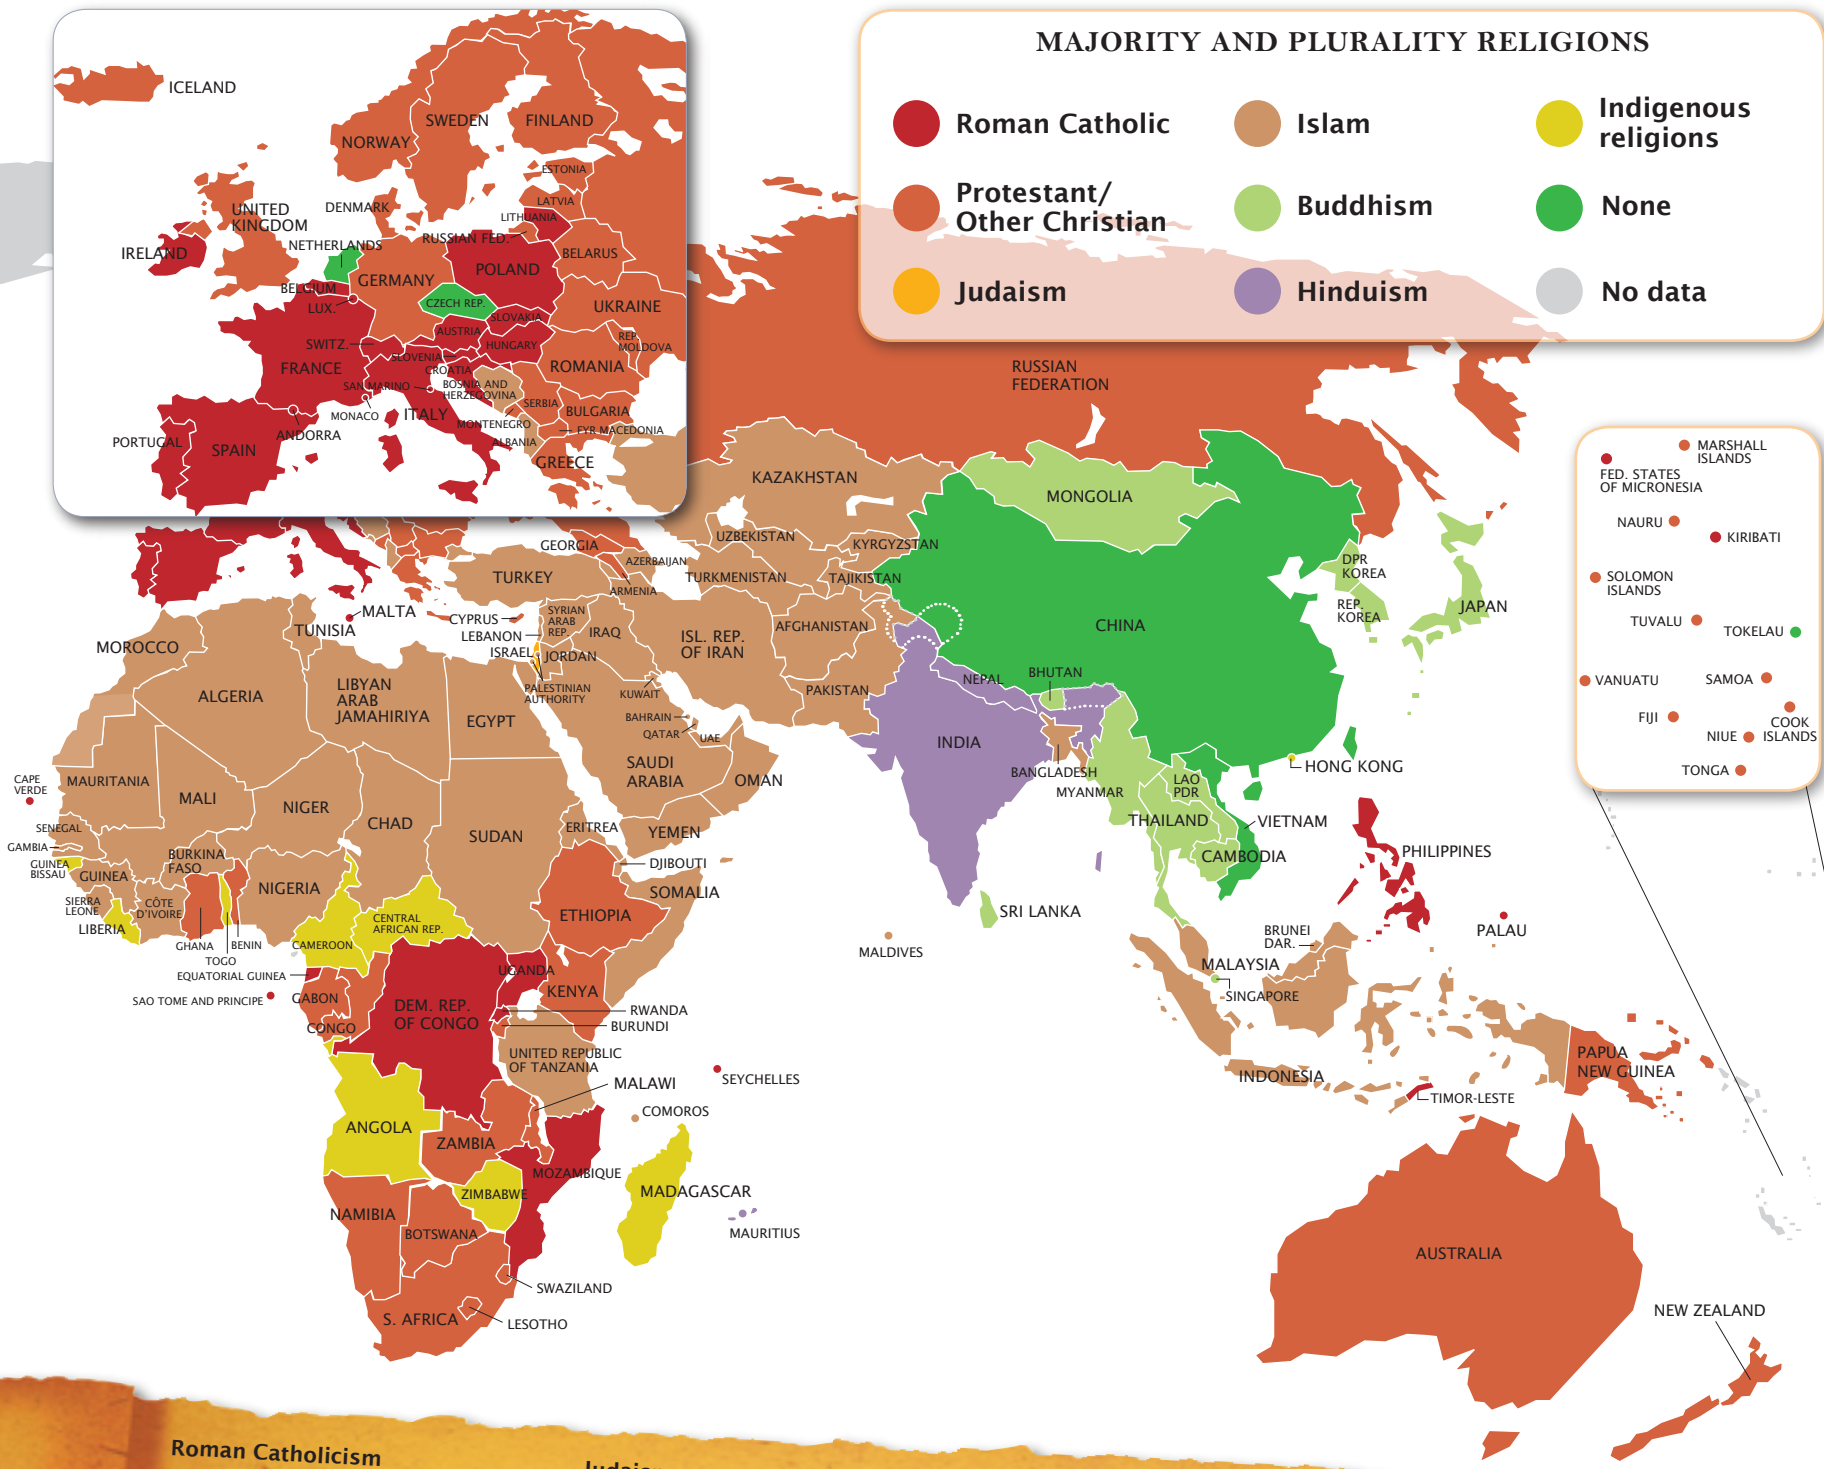 MAJORITY AND PLURALITY RELIGIONS
Roman Catholic
Protestant/
Other Christian
Judaism
Islam
Buddhism
Hinduism
Indigenous
religions
None
No data
ICELAND
NORWAY
SWEDEN
FINLAND
ESTONIA
LATVIA
LITHUANIA
RUSSIAN FED.
DENMARK
UNITED
KINGDOM
IRELAND
NETHERLANDS
BELGIUM
LUX.
GERMANY
POLAND
BELARUS
UKRAINE
CZECH REP.
SLOVAKIA
AUSTRIA
HUNGARY
REP.
MOLDOVA
SWITZ.
SLOVENIA
CROATIA
ROMANIA
FRANCE
SAN MARINO
BOSNIA AND
HERZEGOVINA
SERBIA
BULGARIA
MONACO
ITALY
MONTENEGRO
FYR MACEDONIA
ALBANIA
ANDORRA
PORTUGAL
SPAIN
GREECE
RUSSIAN
FEDERATION
KAZAKHSTAN
MONGOLIA
UZBEKISTAN
KYRGYZSTAN
GEORGIA
AZERBAIJAN
ARMENIA
TURKMENISTAN
TAJIKISTAN
TURKEY
DPR
KOREA
REP.
KOREA
JAPAN
CHINA
MALTA
CYPRUS
LEBANON
ISRAEL
SYRIAN
ARAB
REP.
IRAQ
JORDAN
ISL. REP.
OF IRAN
AFGHANISTAN
PAKISTAN
PALESTINIAN
AUTHORITY
KUWAIT
BAHRAIN
QATAR
UAE
SAUDI
ARABIA
OMAN
YEMEN
NEPAL
BHUTAN
INDIA
BANGLADESH
MYANMAR
LAO
PDR
THAILAND
VIETNAM
CAMBODIA
HONG KONG
SRI LANKA
MALDIVES
PHILIPPINES
PALAU
BRUNEI
DAR.
MALAYSIA
SINGAPORE
INDONESIA
TIMOR-LESTE
PAPUA
NEW GUINEA
AUSTRALIA
NEW ZEALAND
MARSHALL
ISLANDS
FED. STATES
OF MICRONESIA
NAURU
KIRIBATI
SOLOMON
ISLANDS
TUVALU
TOKELAU
VANUATU
SAMOA
FIJI
COOK
ISLANDS
NIUE
TONGA
MOROCCO
TUNISIA
ALGERIA
LIBYAN
ARAB
JAMAHIRIYA
EGYPT
CAPE
VERDE
MAURITANIA
MALI
NIGER
CHAD
SUDAN
ERITREA
DJIBOUTI
SOMALIA
ETHIOPIA
SENEGAL
GAMBIA
GUINEA
BISSAU
GUINEA
SIERRA
LEONE
LIBERIA
CÔTE
D'IVOIRE
BURKINA
FASO
GHANA
TOGO
BENIN
NIGERIA
CAMEROON
CENTRAL
AFRICAN REP.
EQUATORIAL GUINEA
SAO TOME AND PRINCIPE
GABON
CONGO
DEM. REP.
OF CONGO
UGANDA
KENYA
RWANDA
BURUNDI
UNITED REPUBLIC
OF TANZANIA
MALAWI
SEYCHELLES
COMOROS
ANGOLA
ZAMBIA
MOZAMBIQUE
ZIMBABWE
MADAGASCAR
MAURITIUS
NAMIBIA
BOTSWANA
SWAZILAND
S. AFRICA
LESOTHO
Roman Catholicism